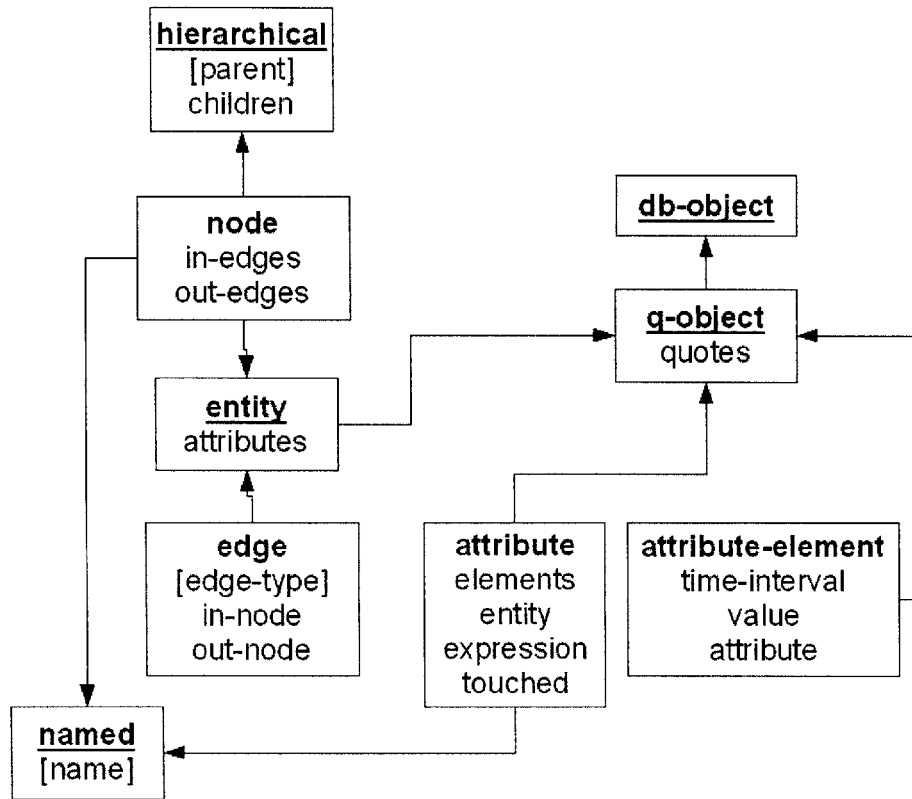 hierarchical
[parent]
children
node
in-edges
out-edges
db-object
q-object
quotes
entity
attributes
edge
[edge-type]
in-node
out-node
attribute
elements
entity
expression
touched
attribute-element
time-interval
value
attribute
named
[name]